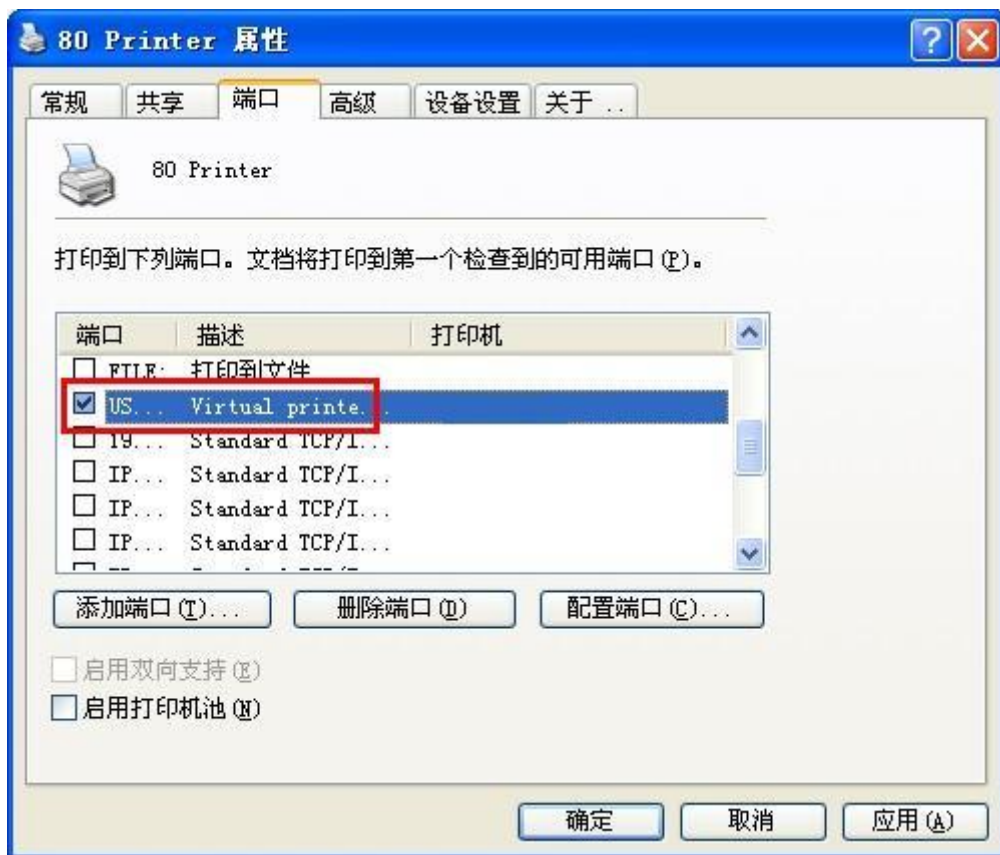 80 Printer 属性
常规 共享 端口 高级 设备设置 关于 ..
80 Printer
打印到下列端口。文档将打印到第一个检查到的可用端口(P)。
端口 描述 打印机
FILE: 打印到文件
US... Virtual printe...
19... Standard TCP/I...
IP... Standard TCP/I...
IP... Standard TCP/I...
IP... Standard TCP/I...
添加端口(T)... 删除端口(D) 配置端口(C)...
启用双向支持(E)
启用打印机池(N)
确定 取消 应用(A)